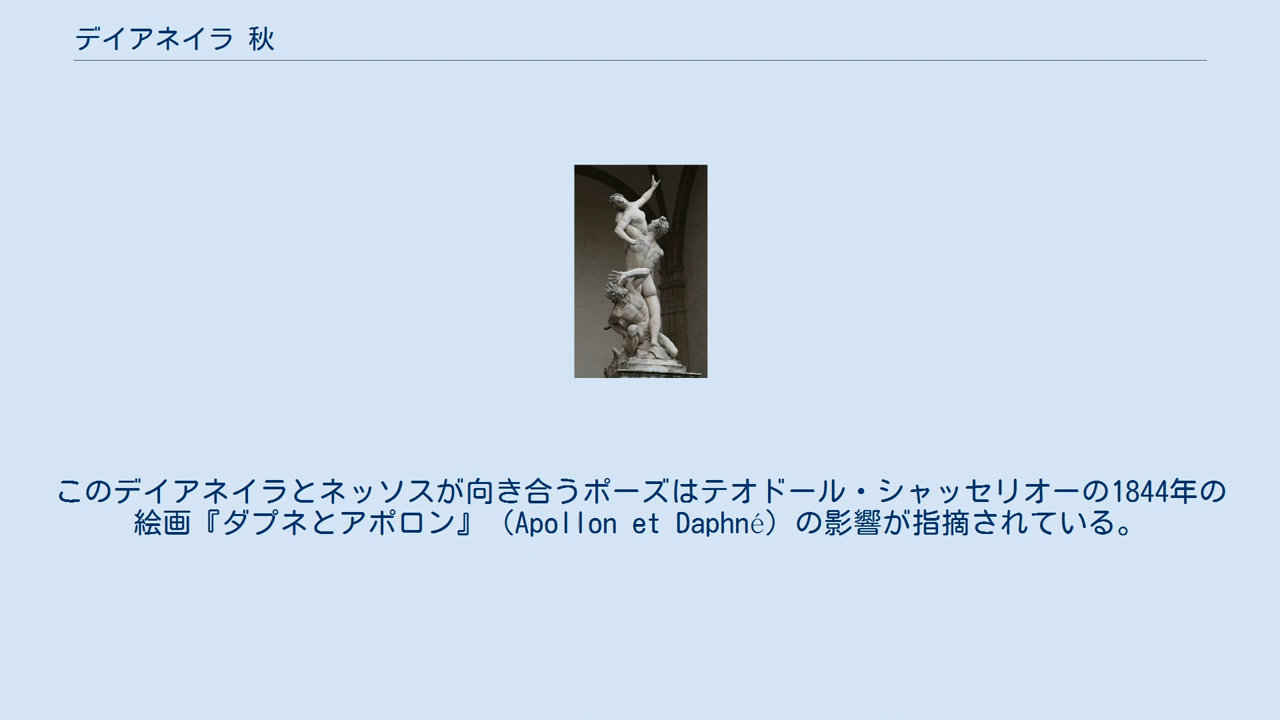 デイアネイラ 秋
このデイアネイラとネッソスが向き合うポーズはテオドール・シャッセリオーの1844年の
絵画『ダプネとアポロン』（Apollon et Daphné）の影響が指摘されている。